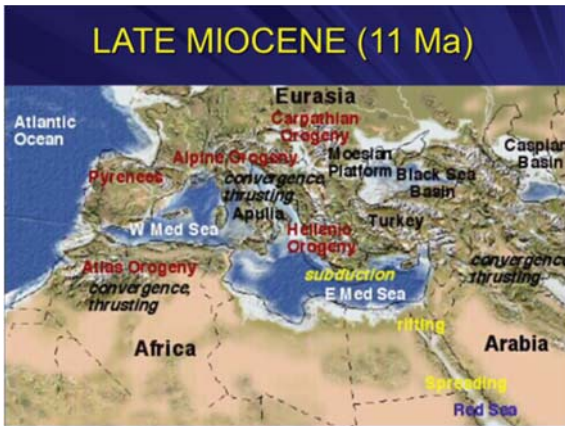 LATE MIOCENE (11 Ma)
Eurasia
Atlantic
Ocean
Carpathian
Orogeny
Alpine Orogeny
Moesian
Platform
Caspian
Basin
Pyrenees
convergence,
thrusting
Black Sea
Basin
Apulia
Turkey
W Med Sea
Hellenic
Orogeny
Atlas Orogeny
convergence,
thrusting
subduction
E Med Sea
convergence
thrusting
rifting
Africa
Arabia
Spreading
Red Sea